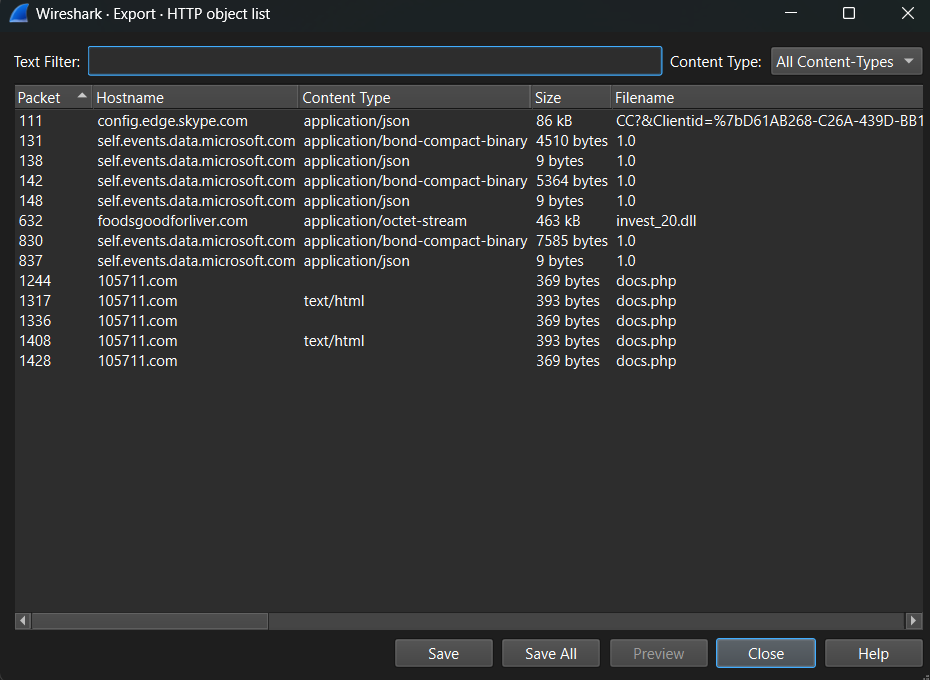 Wireshark · Export · HTTP object list
Text Filter: Content Type: All Content-Types
Packet Hostname Content Type Size Filename
111 config.edge.skype.com application/json 86 kB CC?&Clientid=%7bD61AB268-C26A-439D-BB1
131 self.events.data.microsoft.com application/bond-compact-binary 4510 bytes 1.0
138 self.events.data.microsoft.com application/json 9 bytes 1.0
142 self.events.data.microsoft.com application/bond-compact-binary 5364 bytes 1.0
148 self.events.data.microsoft.com application/json 9 bytes 1.0
632 foodsgoodforliver.com application/octet-stream 463 kB invest_20.dll
830 self.events.data.microsoft.com application/bond-compact-binary 7585 bytes 1.0
837 self.events.data.microsoft.com application/json 9 bytes 1.0
1244 105711.com 369 bytes docs.php
1317 105711.com text/html 393 bytes docs.php
1336 105711.com 369 bytes docs.php
1408 105711.com text/html 393 bytes docs.php
1428 105711.com 369 bytes docs.php
Save Save All Preview Close Help